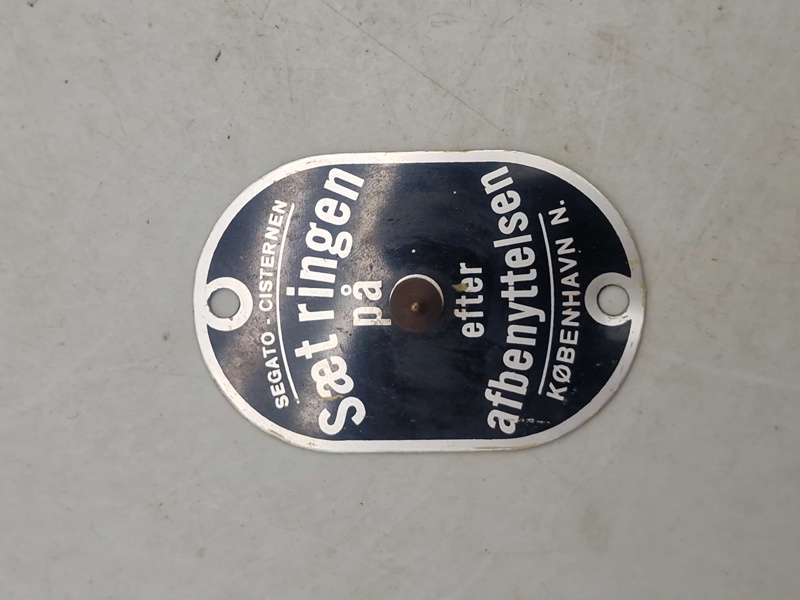 SEGATO - CISTERNEN
Sæt ringen
på
efter
afbenyttelsen
KØBENHAVN N.